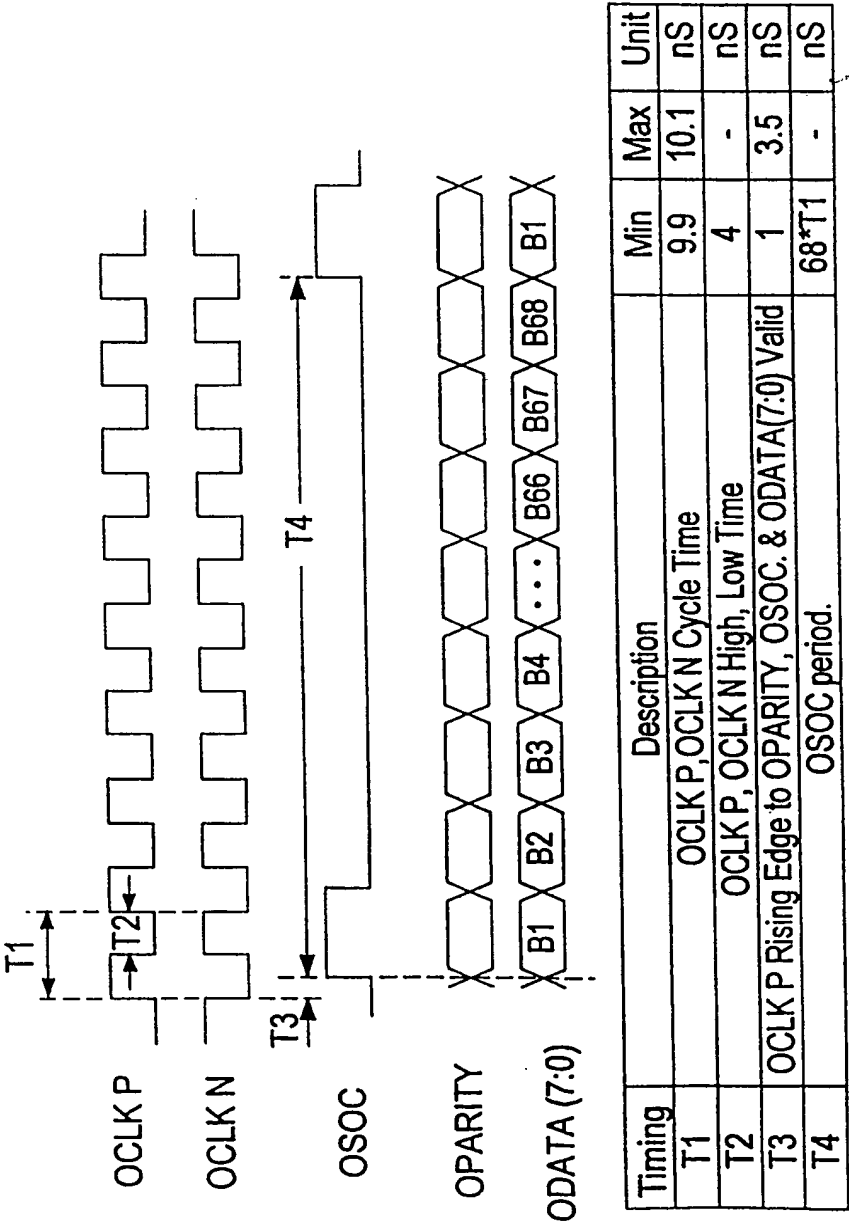 T1
T2
OCLK P
OCLK N
T3
T4
OSOC
OPARITY
ODATA (7:0) B1 B2 B3 B4 • • • B66 B67 B68 B1
Timing Description Min Max Unit
T1 OCLK P,OCLK N Cycle Time 9.9 10.1 nS
T2 OCLK P, OCLK N High, Low Time 4 - nS
T3 OCLK P Rising Edge to OPARITY, OSOC. & ODATA(7:0) Valid 1 3.5 nS
T4 OSOC period. 68*T1 - nS